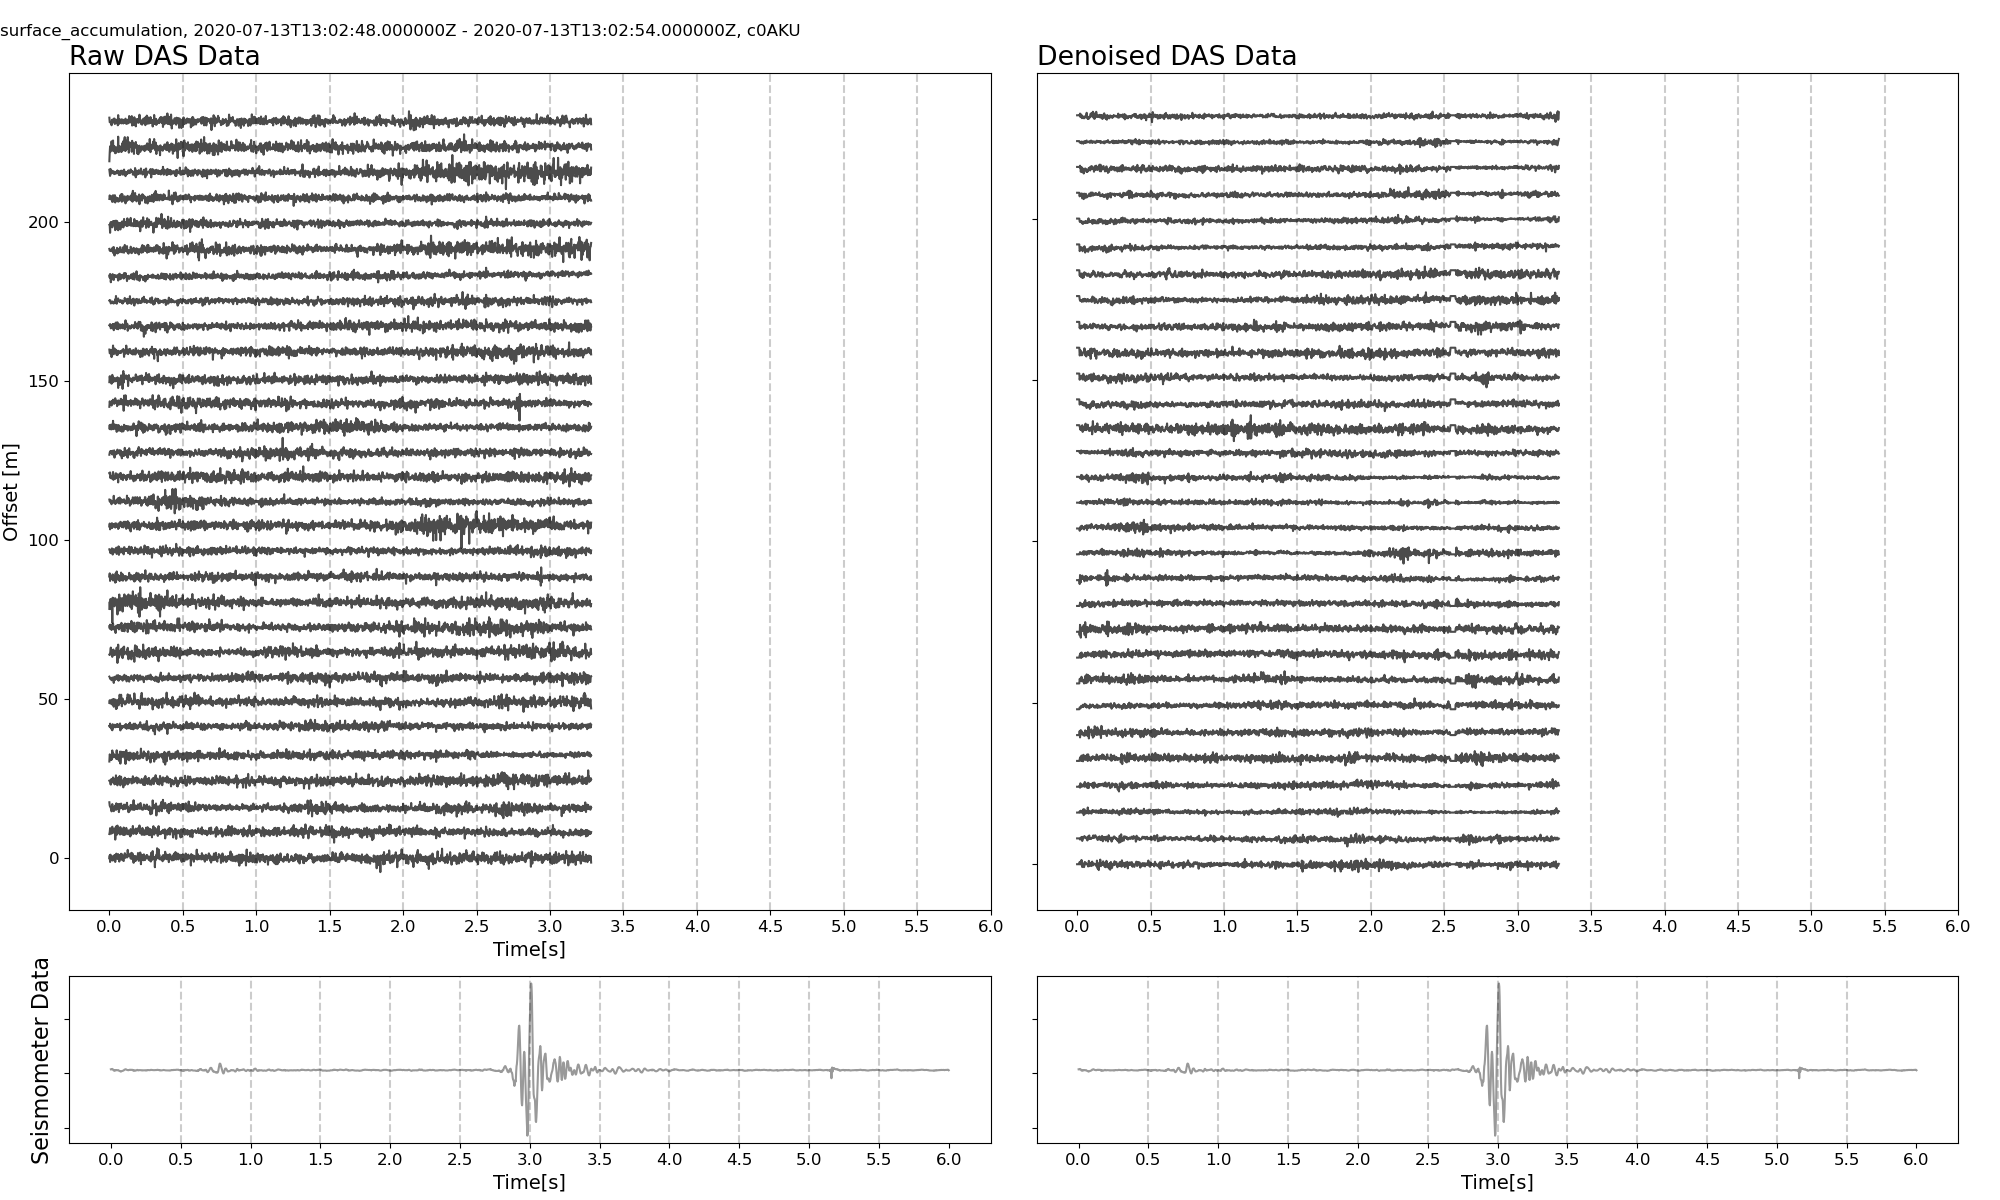 surface_accumulation, 2020-07-13T13:02:48.000000Z - 2020-07-13T13:02:54.000000Z, c0AKU
Raw DAS Data
Denoised DAS Data
Offset [m]
200
150
100
50
0
0.0 0.5 1.0 1.5 2.0 2.5 3.0 3.5 4.0 4.5 5.0 5.5 6.0
Time[s]
0.0 0.5 1.0 1.5 2.0 2.5 3.0 3.5 4.0 4.5 5.0 5.5 6.0
Seismometer Data
0.0 0.5 1.0 1.5 2.0 2.5 3.0 3.5 4.0 4.5 5.0 5.5 6.0
Time[s]
0.0 0.5 1.0 1.5 2.0 2.5 3.0 3.5 4.0 4.5 5.0 5.5 6.0
Time[s]